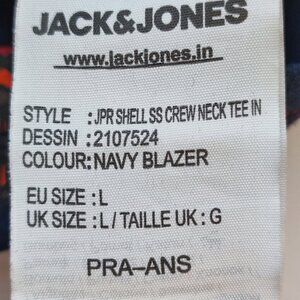 JACK&JONES
www.jackjones.in
STYLE :JPR SHELL SS CREW NECK TEE IN
DESSIN :2107524
COLOUR:NAVY BLAZER
EU SIZE :L
UK SIZE :L/TAILLE UK : G
PRA–ANS